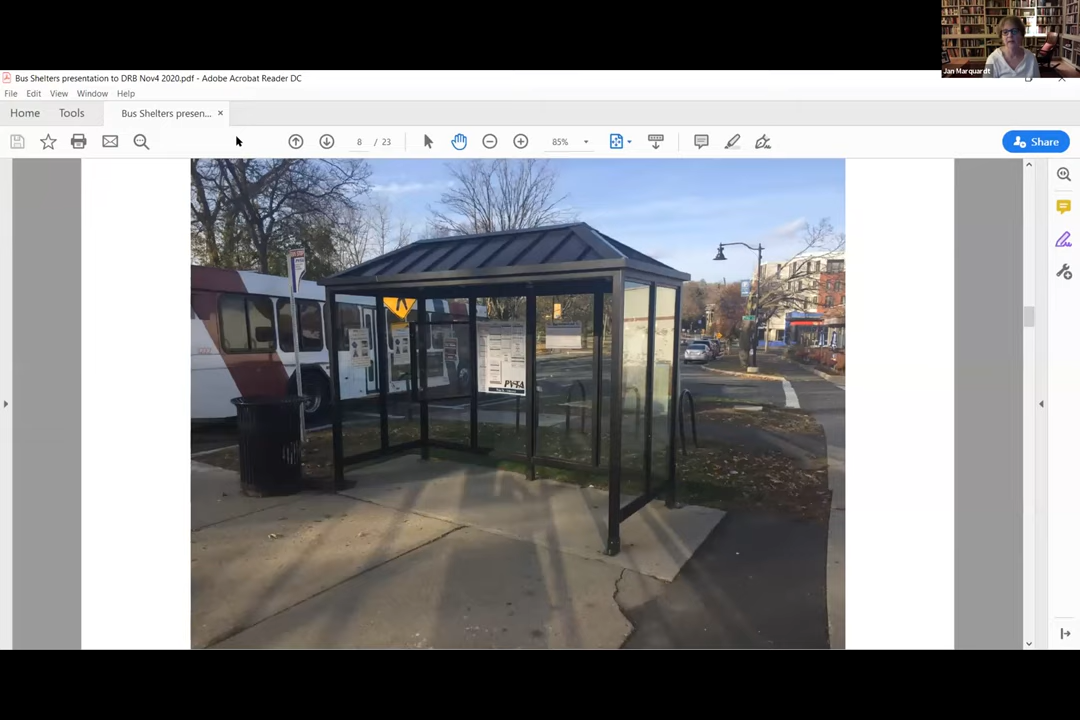 Jan Marquardt
Bus Shelters presentation to DRB Nov4 2020.pdf - Adobe Acrobat Reader DC
File Edit View Window Help
Home Tools Bus Shelters presen...
8 / 23
85%
Share
PVTA